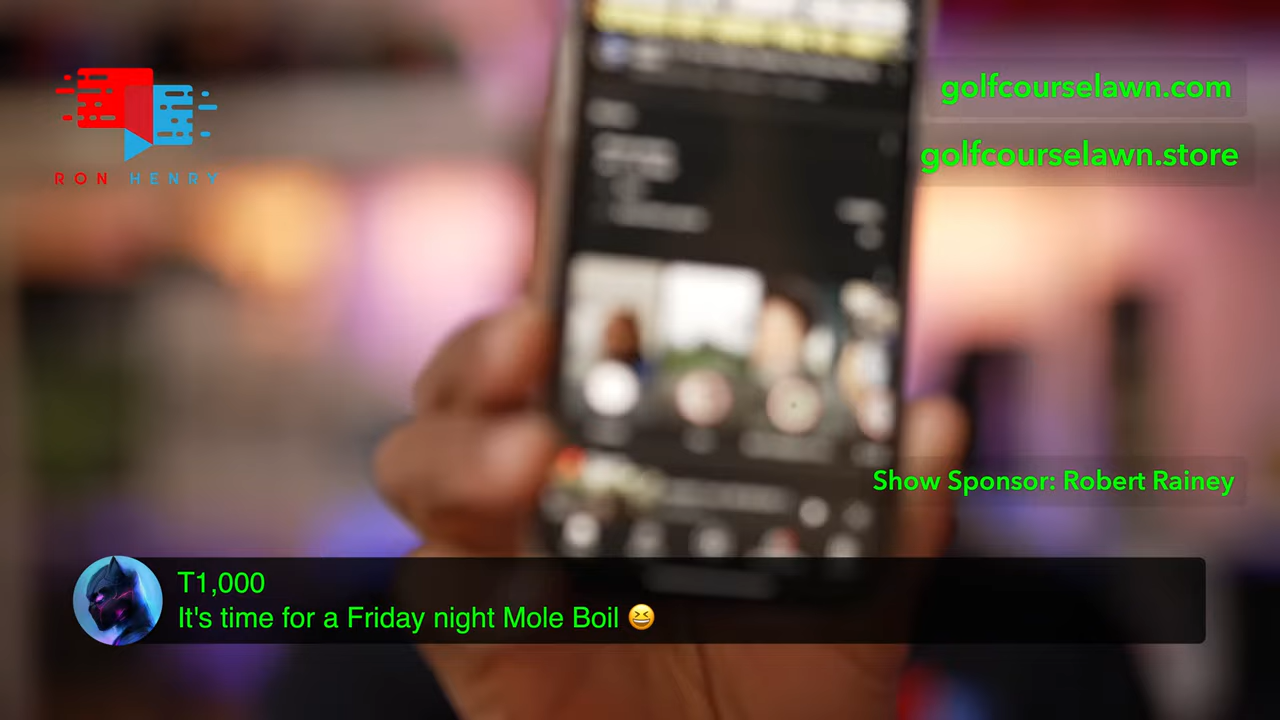 RON HENRY
golfcourselawn.com
golfcourselawn.store
Show Sponsor: Robert Rainey
T1,000
It's time for a Friday night Mole Boil 😆